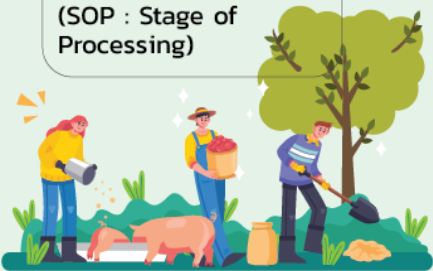 (SOP : Stage of
Processing)